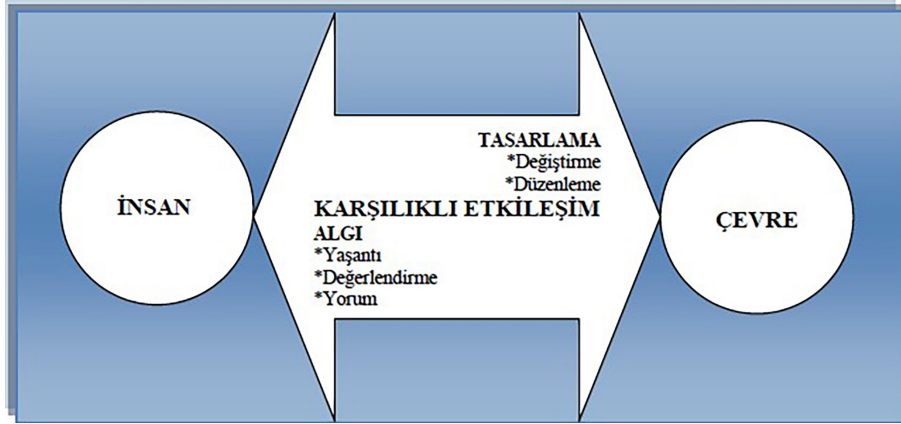 İNSAN
TASARLAMA
*Değiştirme
*Düzenleme
KARŞILIKLI ETKİLEŞİM
ALGI
*Yaşantı
*Değerlendirme
*Yorum
ÇEVRE